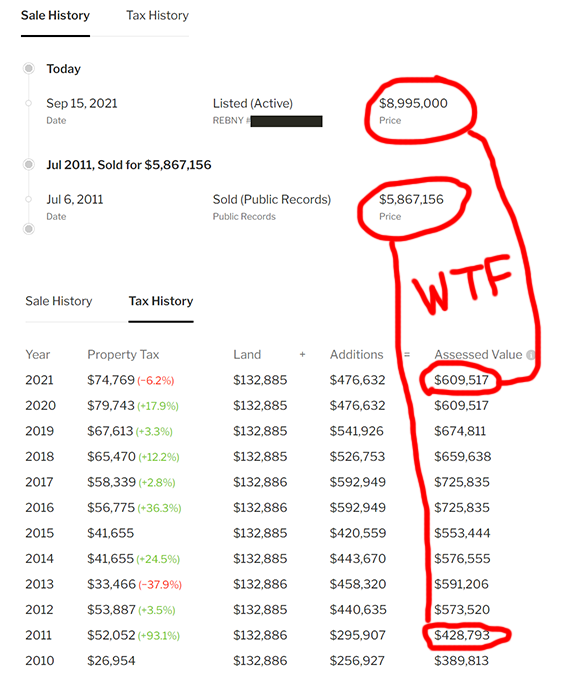 Sale History Tax History
Today
Sep 15, 2021 Listed (Active) $8,995,000
Date REBNY # Price
Jul 2011, Sold for $5,867,156
Jul 6, 2011 Sold (Public Records) $5,867,156
Date Public Records Price
WTF
Sale History Tax History
Year Property Tax Land + Additions = Assessed Value i
2021 $74,769 (-6.2%) $132,885 $476,632 $609,517
2020 $79,743 (+17.9%) $132,885 $476,632 $609,517
2019 $67,613 (+3.3%) $132,885 $541,926 $674,811
2018 $65,470 (+12.2%) $132,885 $526,753 $659,638
2017 $58,339 (+2.8%) $132,886 $592,949 $725,835
2016 $56,775 (+36.3%) $132,886 $592,949 $725,835
2015 $41,655 $132,885 $420,559 $553,444
2014 $41,655 (+24.5%) $132,885 $443,670 $576,555
2013 $33,466 (-37.9%) $132,886 $458,320 $591,206
2012 $53,887 (+3.5%) $132,885 $440,635 $573,520
2011 $52,052 (+93.1%) $132,886 $295,907 $428,793
2010 $26,954 $132,886 $256,927 $389,813